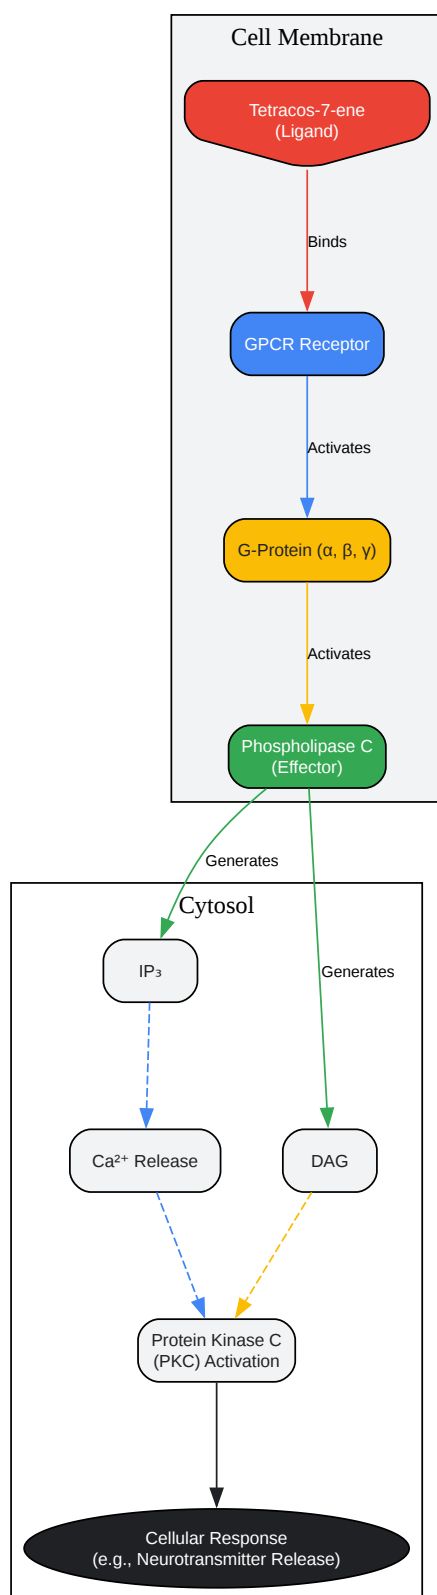 Cell Membrane
Tetracos-7-ene
(Ligand)
Binds
GPCR Receptor
Activates
G-Protein (α, β, γ)
Activates
Phospholipase C
(Effector)
Generates
Cytosol
IP₃
Generates
Ca²⁺ Release
DAG
Protein Kinase C
(PKC) Activation
Cellular Response
(e.g., Neurotransmitter Release)